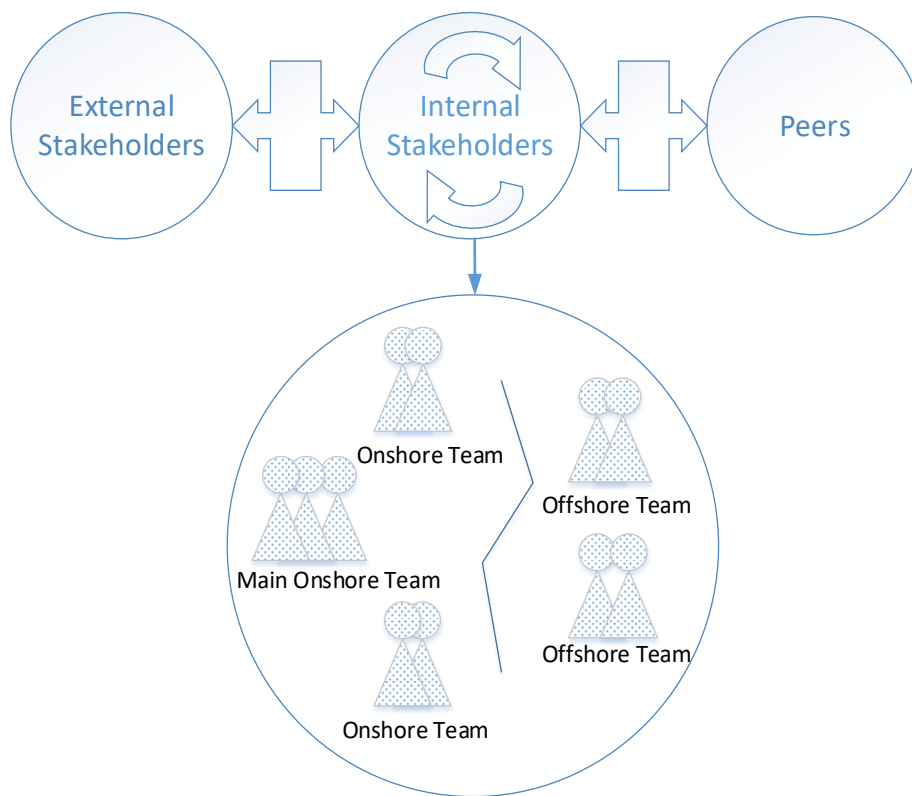 External
Stakeholders
Internal
Stakeholders
Peers
Onshore Team
Offshore Team
Main Onshore Team
Offshore Team
Onshore Team